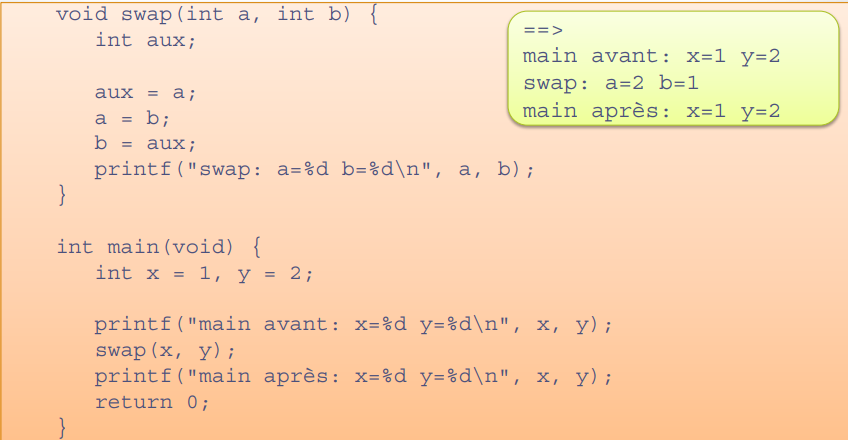 void swap(int a, int b) {
   int aux;

   aux = a;
   a = b;
   b = aux;
   printf("swap: a=%d b=%d\n", a, b);
}

int main(void) {
   int x = 1, y = 2;

   printf("main avant: x=%d y=%d\n", x, y);
   swap(x, y);
   printf("main après: x=%d y=%d\n", x, y);
   return 0;
}
==>
main avant: x=1 y=2
swap: a=2 b=1
main après: x=1 y=2